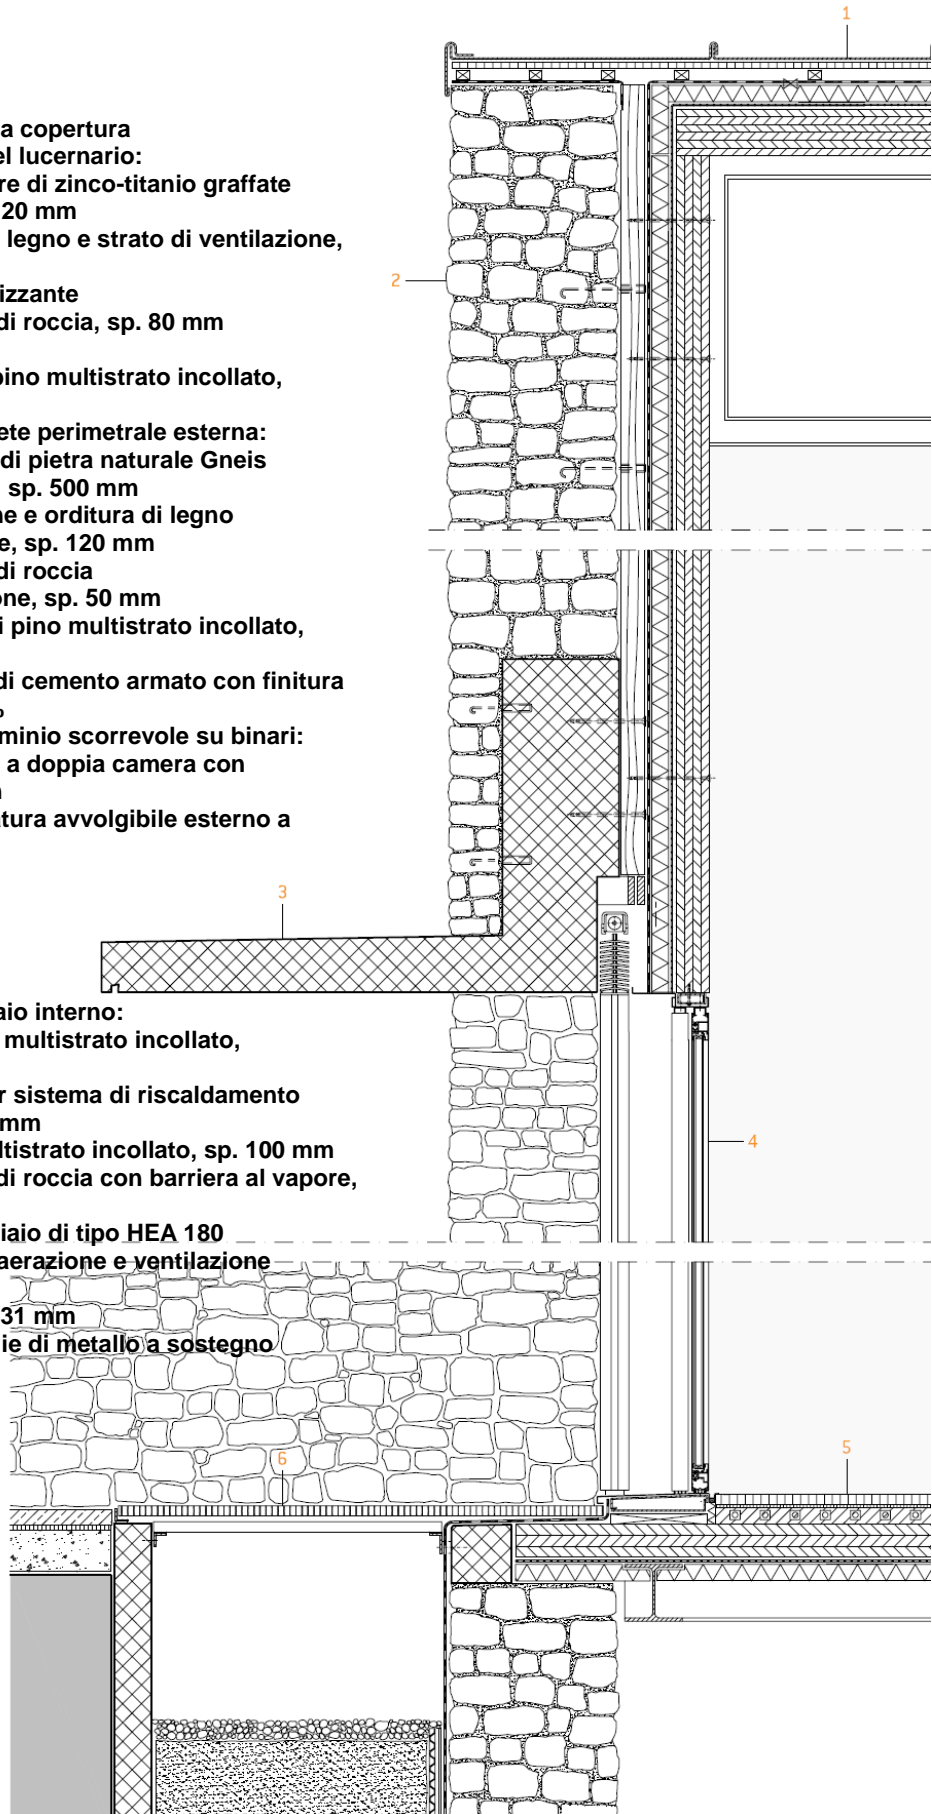 1
a copertura
el lucernario:
re di zinco-titanio graffate
20 mm
legno e strato di ventilazione,
2
izzante
di roccia, sp. 80 mm
pino multistrato incollato,
ete perimetrale esterna:
di pietra naturale Gneis
sp. 500 mm
ne e orditura di legno
e, sp. 120 mm
di roccia
one, sp. 50 mm
i pino multistrato incollato,
di cemento armato con finitura
minio scorrevole su binari:
a doppia camera con
atura avvolgibile esterno a
3
aio interno:
multistrato incollato,
r sistema di riscaldamento
mm
ltistrato incollato, sp. 100 mm
4
di roccia con barriera al vapore,
iaio di tipo HEA 180
aerazione e ventilazione
31 mm
ie di metallo a sostegno
5
6